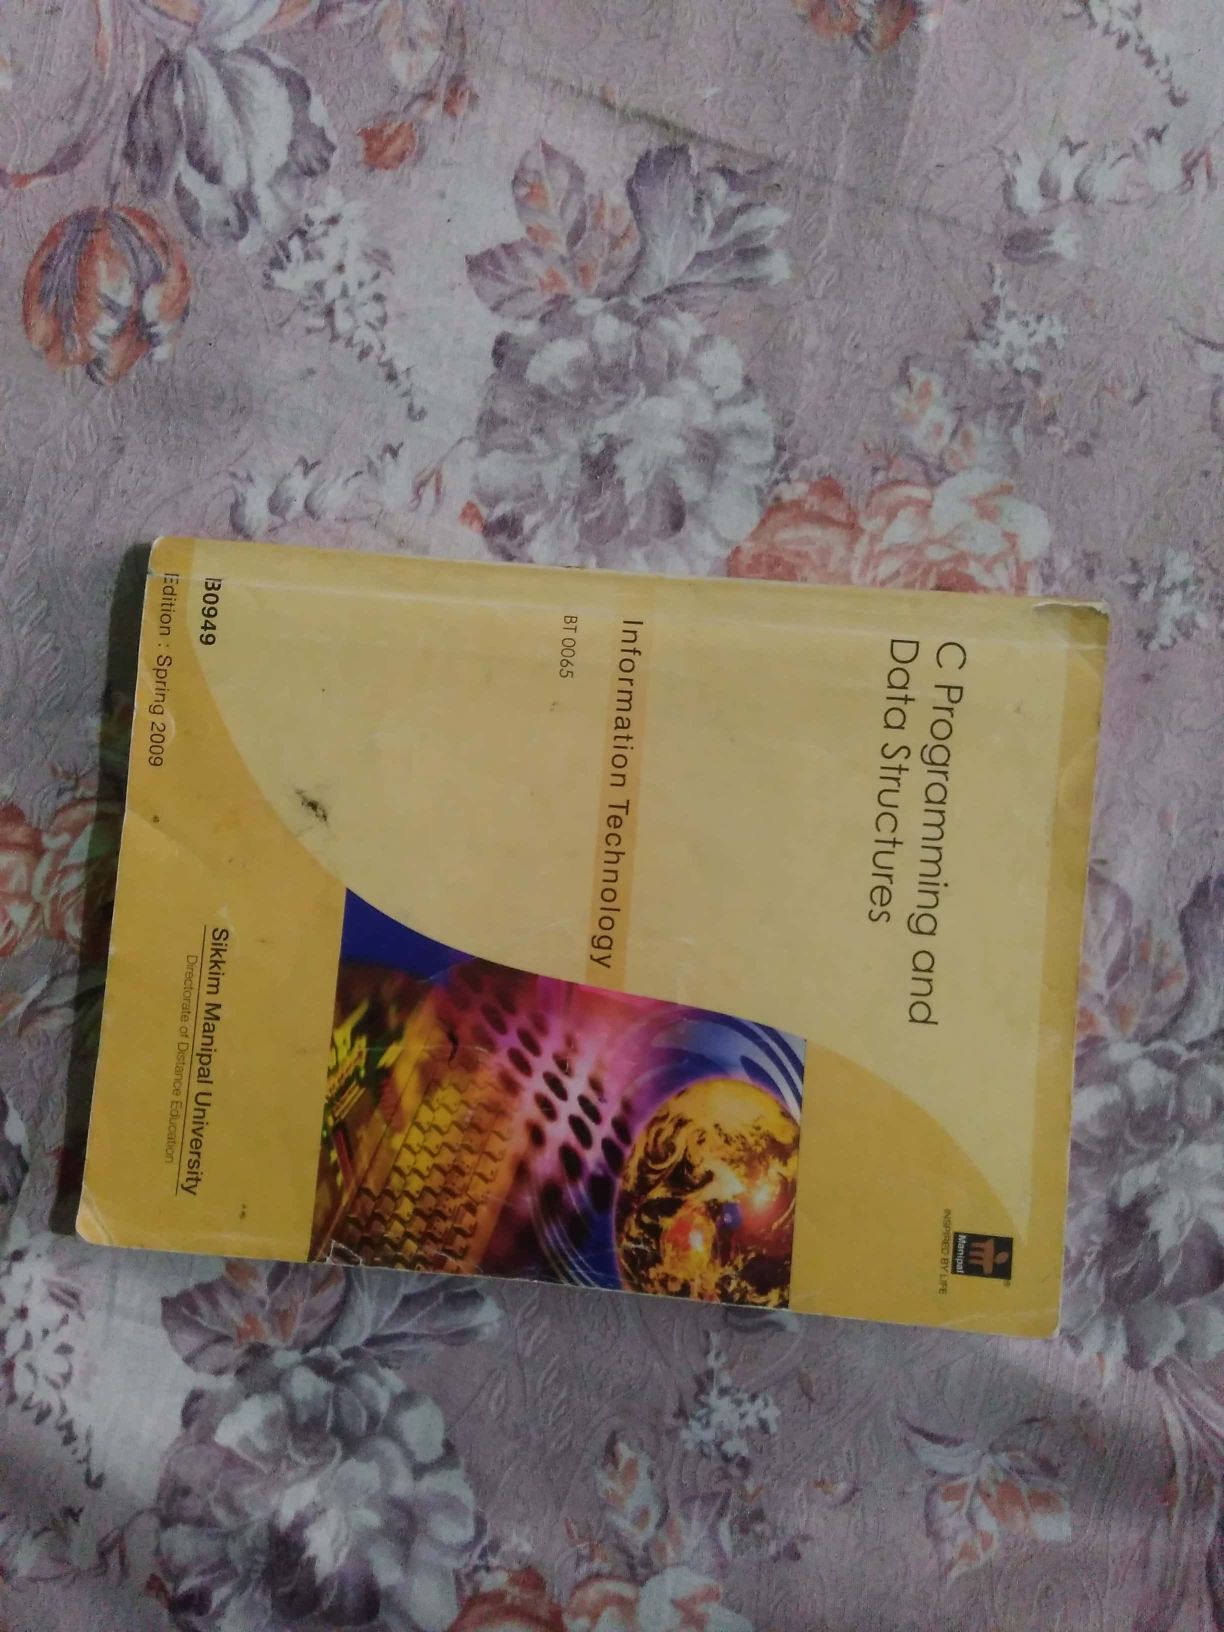 Manipal
INSPIRED BY LIFE
C Programming and
Data Structures
Information Technology
BT 0065
B0949
Edition : Spring 2009
Sikkim Manipal University
Directorate of Distance Education